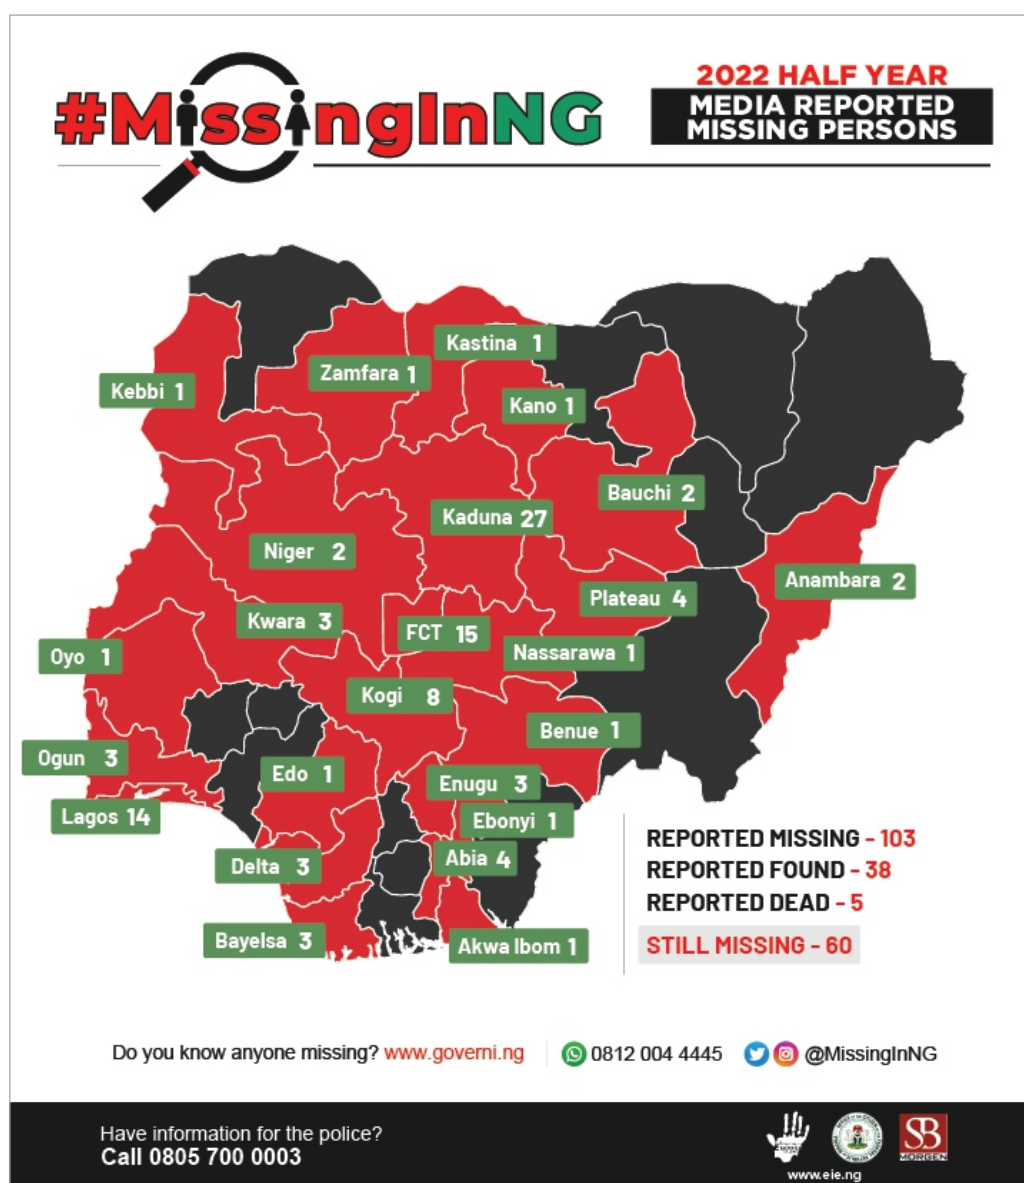 #MissingInNG
2022 HALF YEAR
MEDIA REPORTED
MISSING PERSONS
Kastina 1
Zamfara 1
Kebbi 1
Kano 1
Bauchi 2
Kaduna 27
Niger 2
Anambara 2
Plateau 4
Kwara 3
FCT 15
Nassarawa 1
Oyo 1
Kogi 8
Benue 1
Ogun 3
Edo 1
Enugu 3
Lagos 14
Ebonyi 1
Abia 4
Delta 3
Bayelsa 3
Akwa Ibom 1
REPORTED MISSING - 103
REPORTED FOUND - 38
REPORTED DEAD - 5
STILL MISSING - 60
Do you know anyone missing? www.governi.ng
0812 004 4445
@MissingInNG
Have information for the police?
Call 0805 700 0003
SB
MORGEN
www.eie.ng